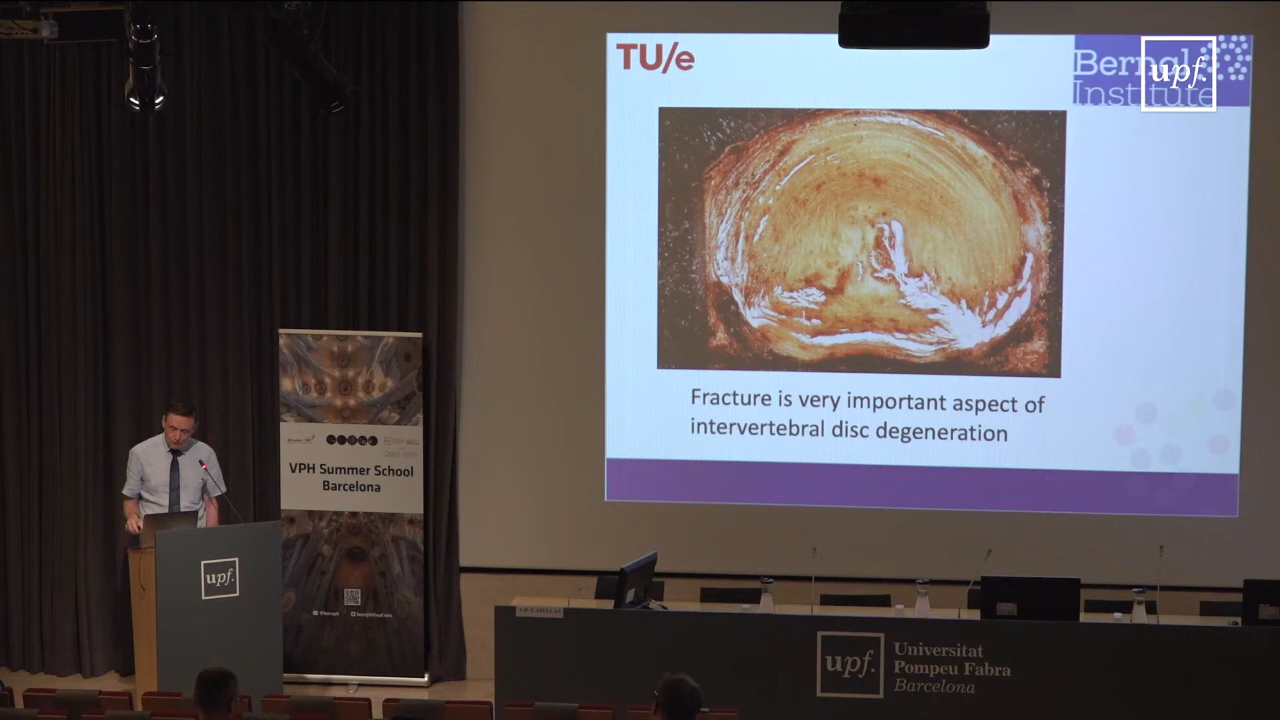 TU/e
Bernal
Institute
upf.
Fracture is very important aspect of
intervertebral disc degeneration
VPH Summer School
Barcelona
upf.
upf.
Universitat
Pompeu Fabra
Barcelona